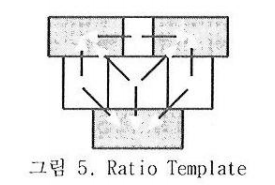 그림 5. Ratio Template